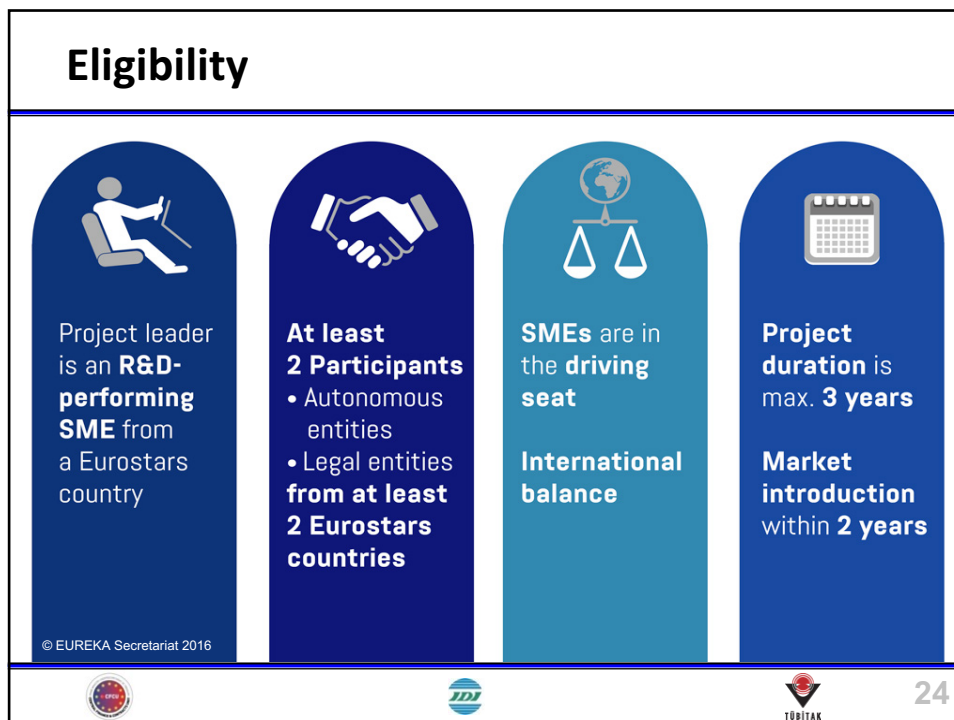 Eligibility
Project leader
is an R&D-
performing
SME from
a Eurostars
country
At least
2 Participants
• Autonomous
entities
• Legal entities
from at least
2 Eurostars
countries
SMEs are in
the driving
seat
International
balance
Project
duration is
max. 3 years
Market
introduction
within 2 years
© EUREKA Secretariat 2016
CFCU
IDI
TÜBİTAK
24